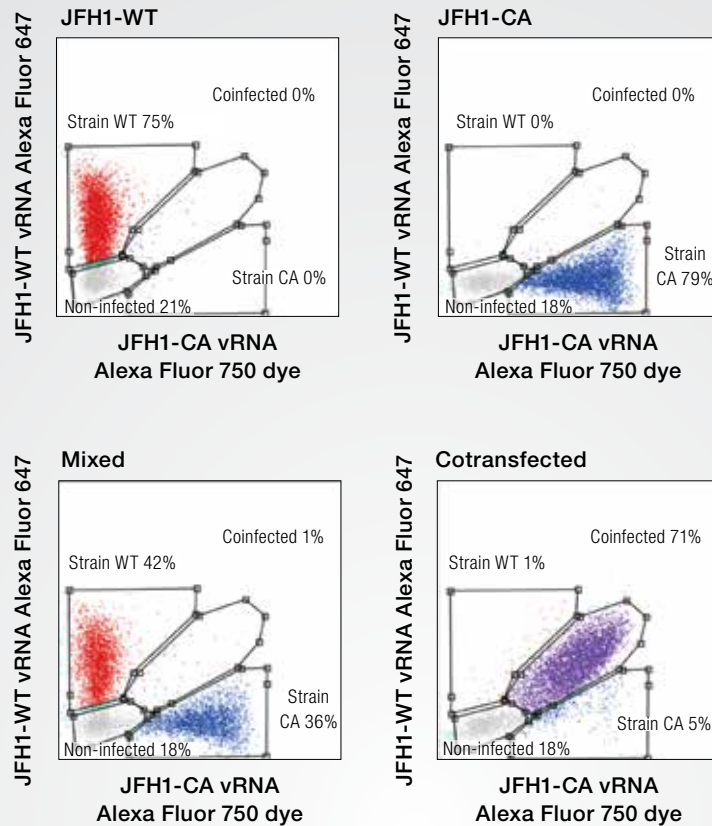 JFH1-WT
JFH1-WT vRNA Alexa Fluor 647
Coinfected 0%
Strain WT 75%
Strain CA 0%
Non-infected 21%
JFH1-CA vRNA
Alexa Fluor 750 dye
JFH1-CA
JFH1-WT vRNA Alexa Fluor 647
Coinfected 0%
Strain WT 0%
Strain
CA 79%
Non-infected 18%
JFH1-CA vRNA
Alexa Fluor 750 dye
Mixed
JFH1-WT vRNA Alexa Fluor 647
Coinfected 1%
Strain WT 42%
Strain
CA 36%
Non-infected 18%
JFH1-CA vRNA
Alexa Fluor 750 dye
Cotransfected
JFH1-WT vRNA Alexa Fluor 647
Coinfected 71%
Strain WT 1%
Strain CA 5%
Non-infected 18%
JFH1-CA vRNA
Alexa Fluor 750 dye